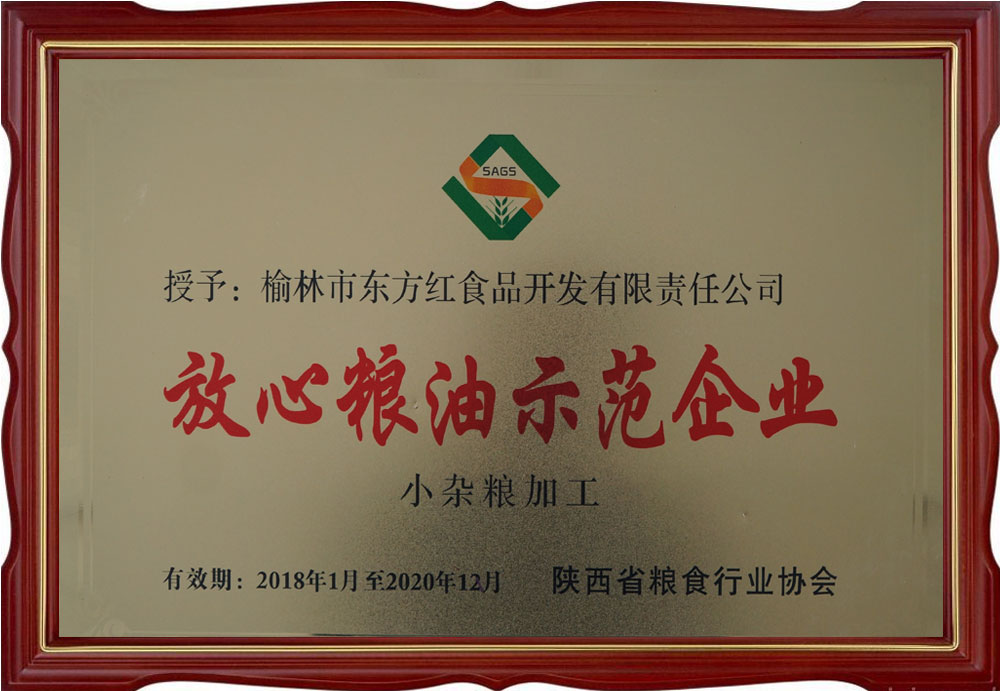 SAGS
授予：榆林市东方红食品开发有限责任公司
放心粮油示范企业
小杂粮加工
有效期：2018年1月至2020年12月 陕西省粮食行业协会